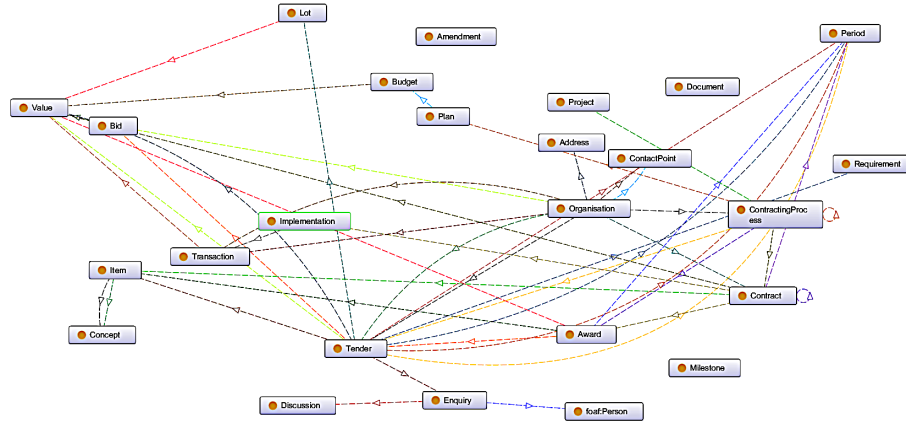 Lot
Amendment
Period
Budget
Document
Value
Project
Plan
Bid
Address
ContactPoint
Requirement
Organisation
ContractingProc
ess
Implementation
Transaction
Item
Contract
Concept
Award
Tender
Milestone
Discussion
Enquiry
foaf:Person